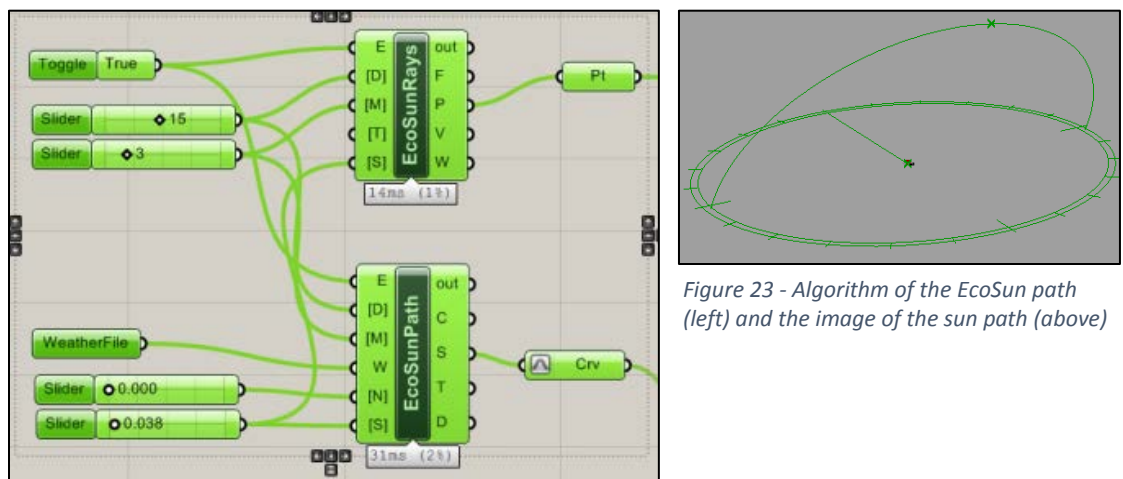 Toggle True
Slider 15
Slider 3
E out
[D] F
[M] P
[T] V
[S] W
EcoSunRays
14ms (1%)
Pt
WeatherFile
Slider 0.000
Slider 0.038
E out
[D] C
[M] S
W T
[N] D
[S]
EcoSunPath
31ms (2%)
Crv
Figure 23 - Algorithm of the EcoSun path
(left) and the image of the sun path (above)